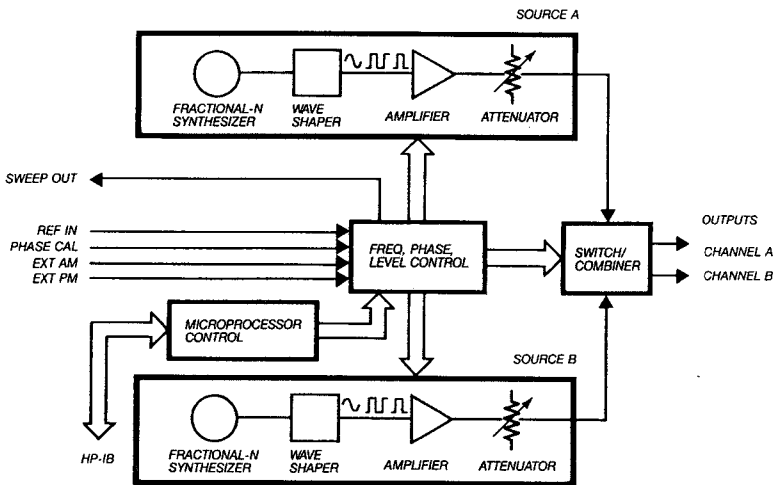 SOURCE A
FRACTIONAL-N
SYNTHESIZER
WAVE
SHAPER
AMPLIFIER
ATTENUATOR
SWEEP OUT
REF IN
PHASE CAL
EXT AM
EXT PM
FREQ, PHASE,
LEVEL CONTROL
SWITCH/
COMBINER
OUTPUTS
CHANNEL A
CHANNEL B
MICROPROCESSOR
CONTROL
HP-IB
SOURCE B
FRACTIONAL-N
SYNTHESIZER
WAVE
SHAPER
AMPLIFIER
ATTENUATOR